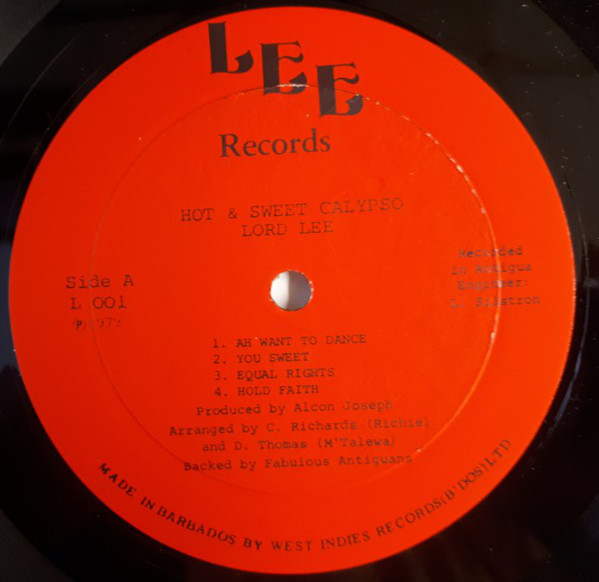 LEE
Records
HOT & SWEET CALYPSO
LORD LEE
Side A
L 001
Recorded
in Antigua
Engineer:
1. AH WANT TO DANCE
2. YOU SWEET
3. EQUAL RIGHTS
4. HOLD FAITH
Produced by Alcon Joseph
Arranged by C. Richards (Richie)
and D. Thomas (M'Talewa)
Backed by Fabulous Antiguans
MADE IN BARBADOS BY WEST INDIES RECORDS (B'DOS) LTD